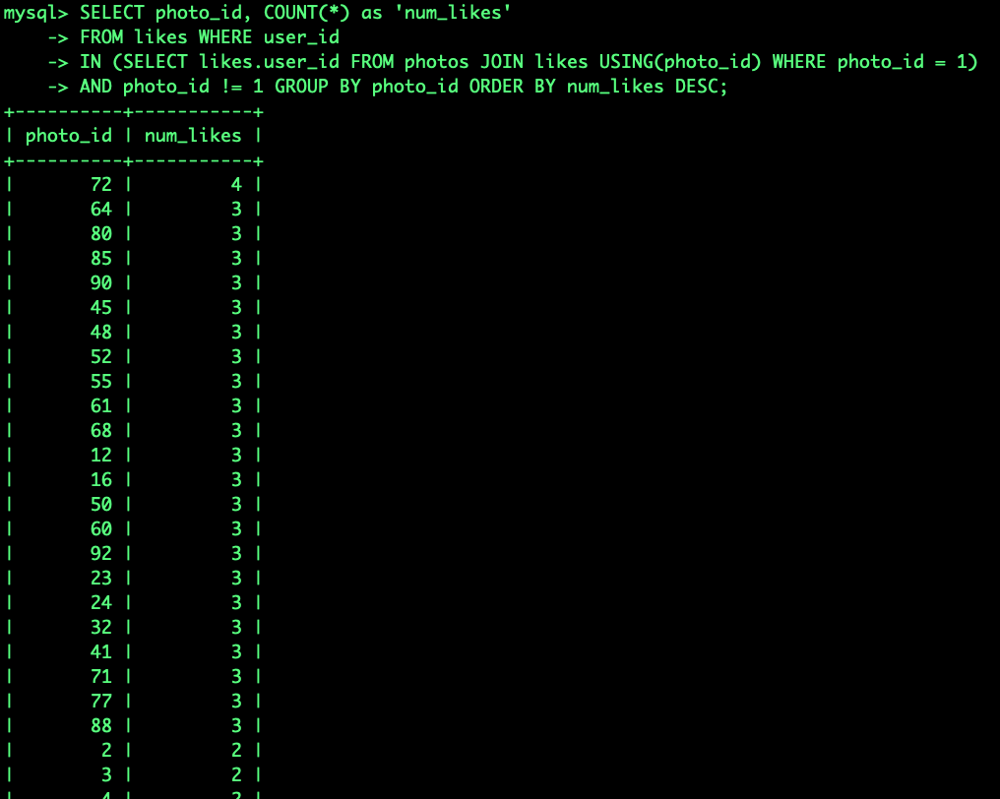 mysql> SELECT photo_id, COUNT(*) as 'num_likes'
    -> FROM likes WHERE user_id
    -> IN (SELECT likes.user_id FROM photos JOIN likes USING(photo_id) WHERE photo_id = 1)
    -> AND photo_id != 1 GROUP BY photo_id ORDER BY num_likes DESC;
+----------+-----------+
| photo_id | num_likes |
+----------+-----------+
|       72 |         4 |
|       64 |         3 |
|       80 |         3 |
|       85 |         3 |
|       90 |         3 |
|       45 |         3 |
|       48 |         3 |
|       52 |         3 |
|       55 |         3 |
|       61 |         3 |
|       68 |         3 |
|       12 |         3 |
|       16 |         3 |
|       50 |         3 |
|       60 |         3 |
|       92 |         3 |
|       23 |         3 |
|       24 |         3 |
|       32 |         3 |
|       41 |         3 |
|       71 |         3 |
|       77 |         3 |
|       88 |         3 |
|        2 |         2 |
|        3 |         2 |
|        4 |         2 |